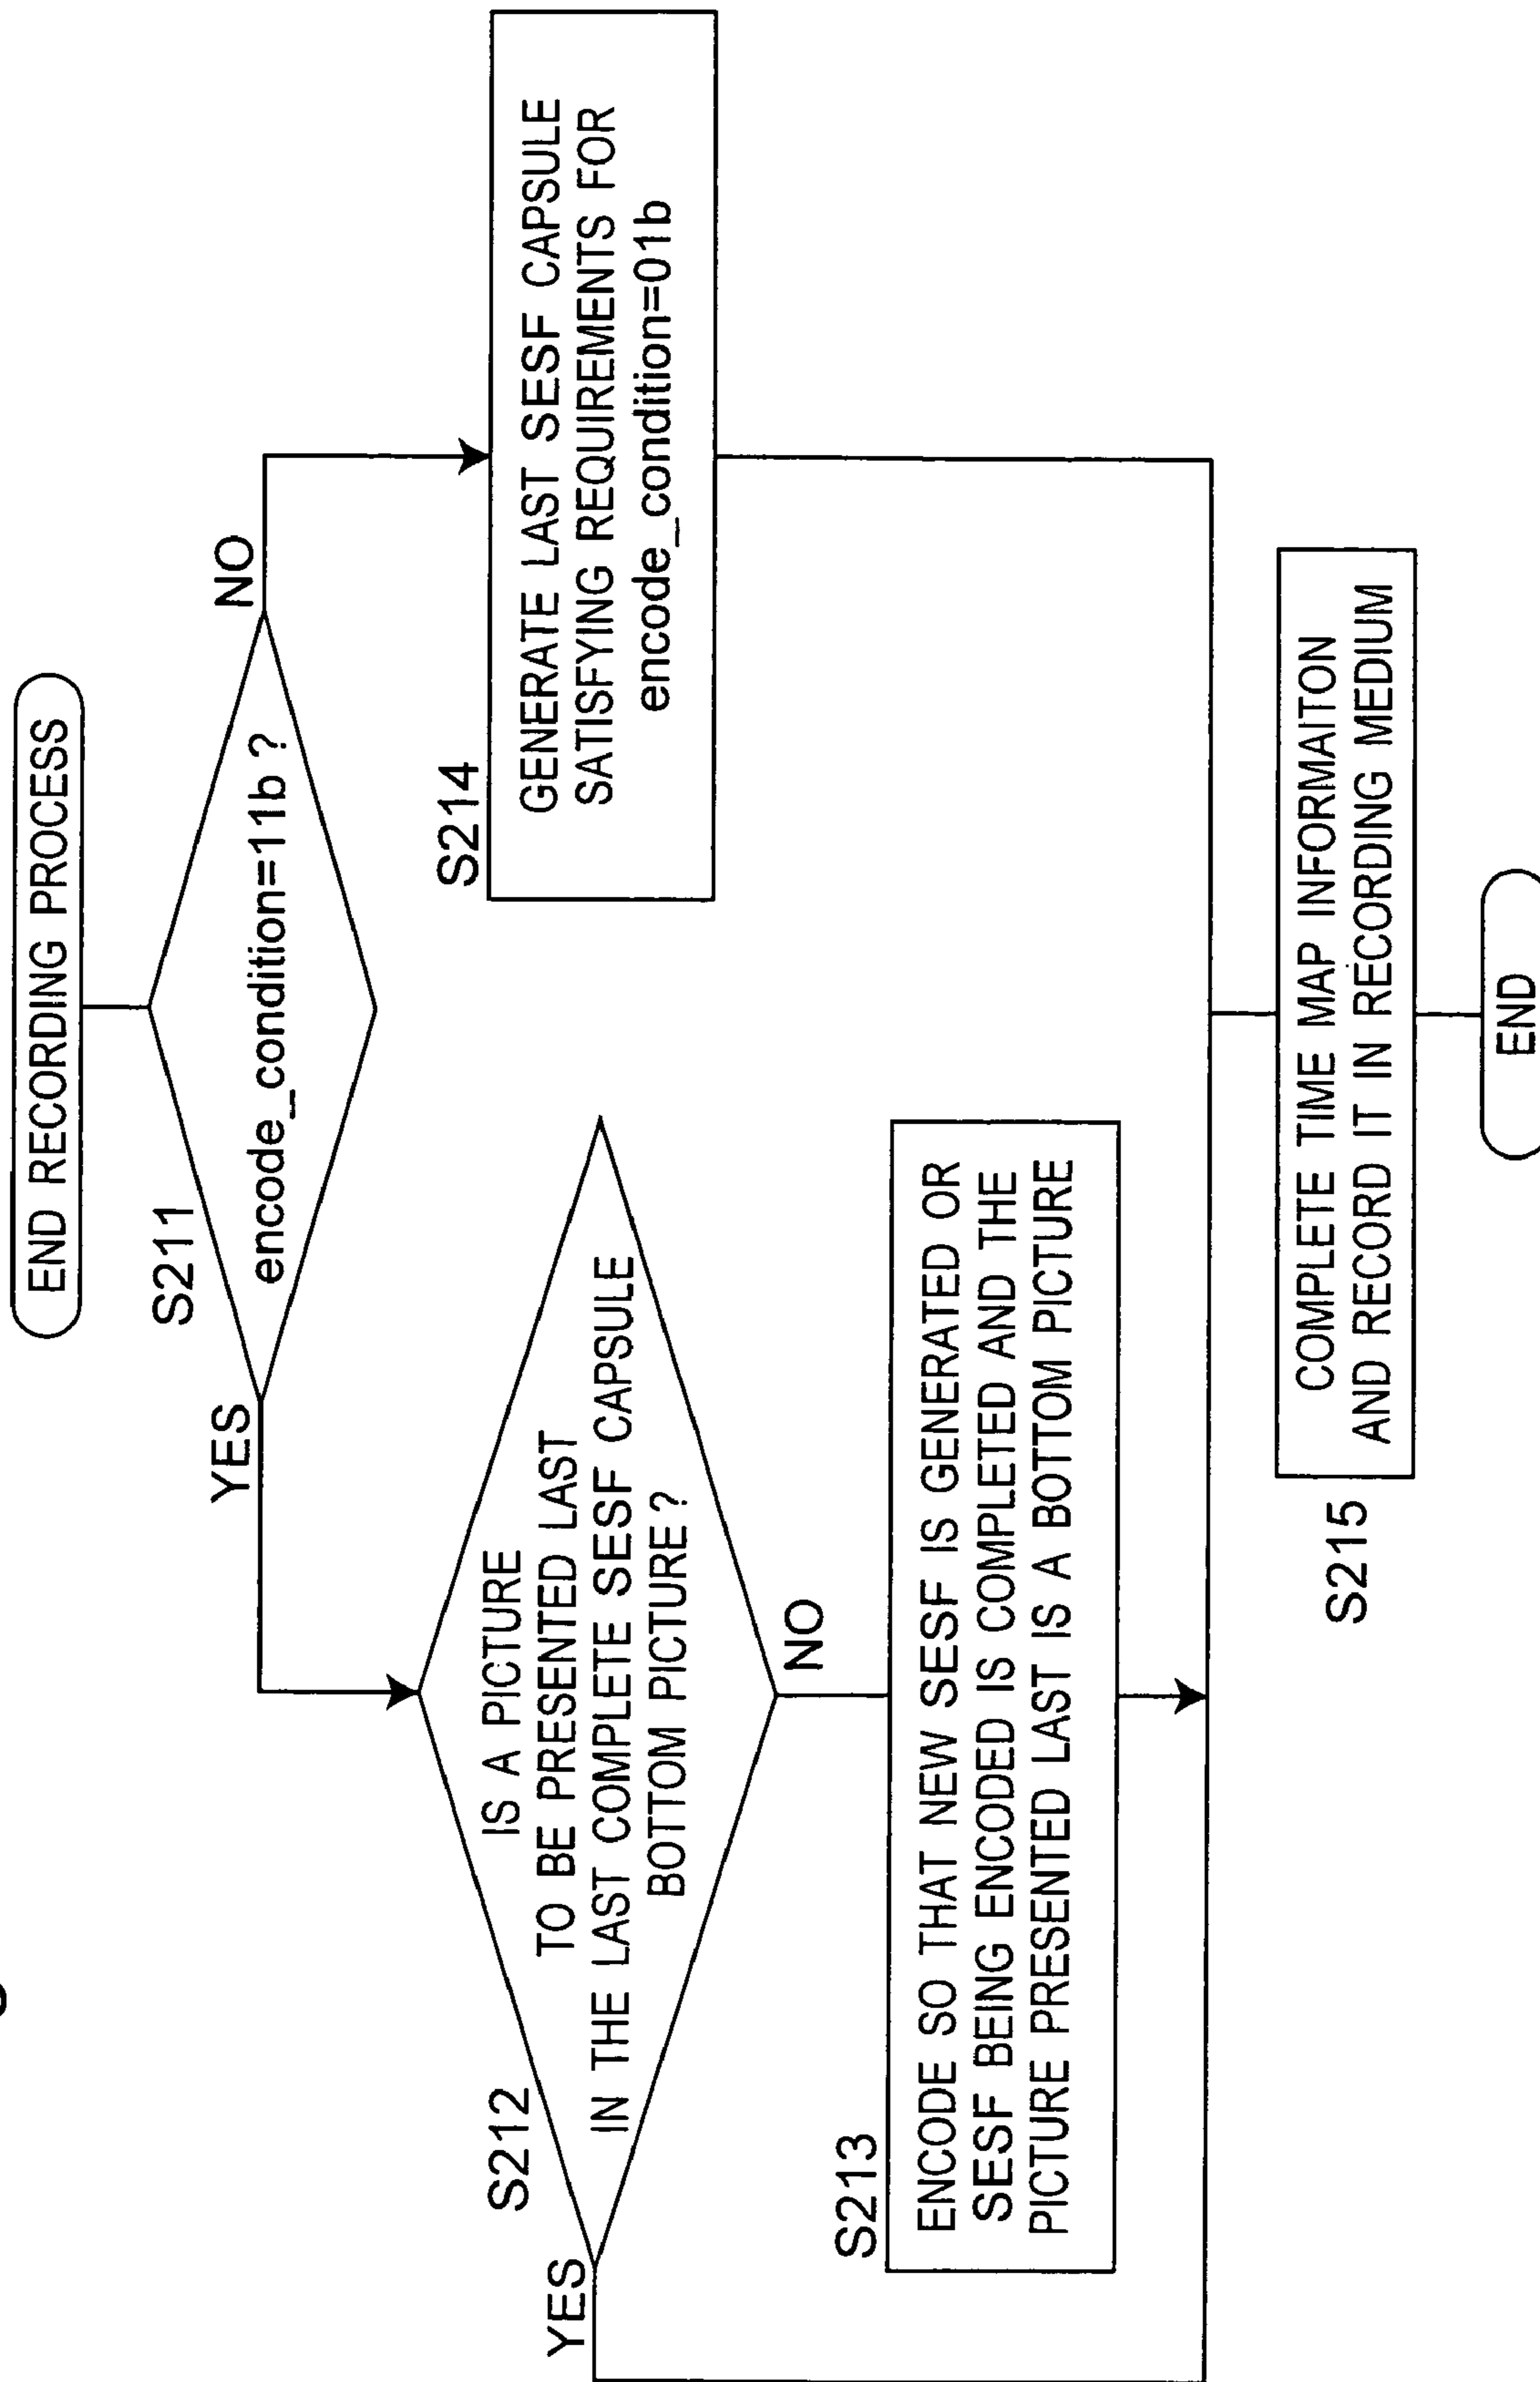 END RECORDING PROCESS
S211
encode_condition=11b ?
YES
NO
S212
IS A PICTURE
TO BE PRESENTED LAST
IN THE LAST COMPLETE SESF CAPSULE
BOTTOM PICTURE ?
YES
NO
S214
GENERATE LAST SESF CAPSULE
SATISFYING REQUIREMENTS FOR
encode_condition=01b
S213
ENCODE SO THAT NEW SESF IS GENERATED OR
SESF BEING ENCODED IS COMPLETED AND THE
PICTURE PRESENTED LAST IS A BOTTOM PICTURE
S215
COMPLETE TIME MAP INFORMAITON
AND RECORD IT IN RECORDING MEDIUM
END